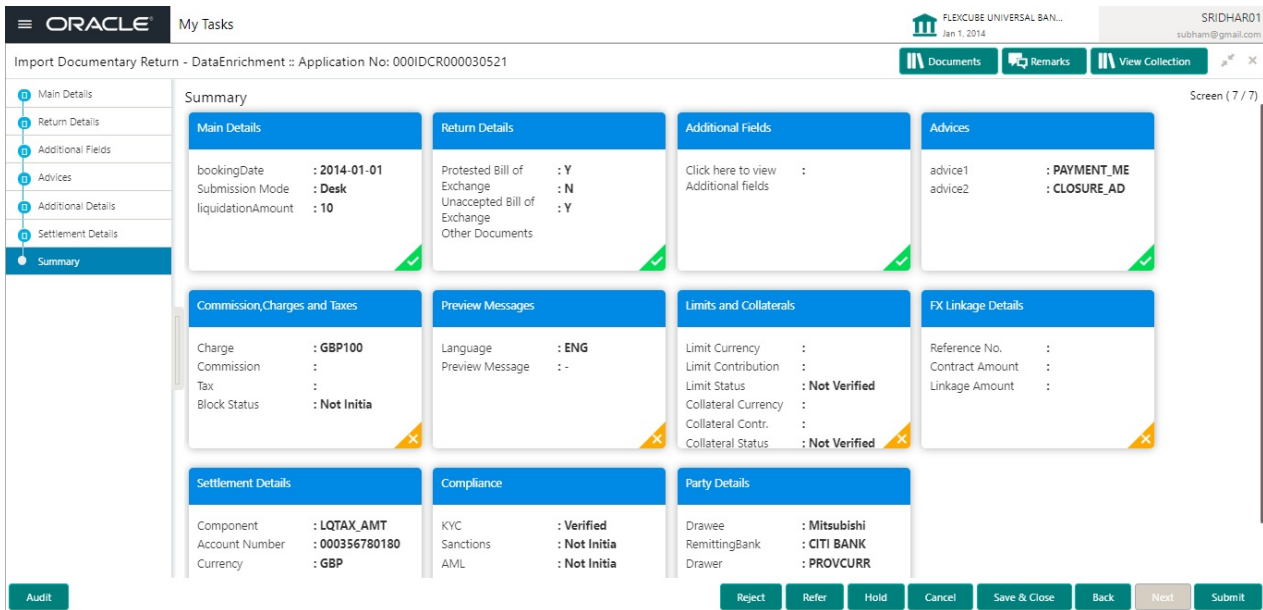 ORACLE
My Tasks
FLEXCUBE UNIVERSAL BAN...
Jan 1, 2014
SRIDHAR01
subham@gmail.com
Import Documentary Return - DataEnrichment :: Application No: 000IDCR000030521
Documents
Remarks
View Collection
Main Details
Return Details
Additional Fields
Advices
Additional Details
Settlement Details
Summary
Summary
Screen ( 7 / 7)
Main Details
bookingDate : 2014-01-01
Submission Mode : Desk
liquidationAmount : 10
Return Details
Protested Bill of : Y
Exchange : N
Unaccepted Bill of : Y
Exchange
Other Documents
Additional Fields
Click here to view :
Additional fields
Advices
advice1 : PAYMENT_ME
advice2 : CLOSURE_AD
Commission,Charges and Taxes
Charge : GBP100
Commission :
Tax :
Block Status : Not Initia
Preview Messages
Language : ENG
Preview Message : -
Limits and Collaterals
Limit Currency :
Limit Contribution :
Limit Status : Not Verified
Collateral Currency :
Collateral Contr. :
Collateral Status : Not Verified
FX Linkage Details
Reference No. :
Contract Amount :
Linkage Amount :
Settlement Details
Component : LQTAX_AMT
Account Number : 000356780180
Currency : GBP
Compliance
KYC : Verified
Sanctions : Not Initia
AML : Not Initia
Party Details
Drawee : Mitsubishi
RemittingBank : CITI BANK
Drawer : PROVCURR
Audit
Reject
Refer
Hold
Cancel
Save & Close
Back
Next
Submit